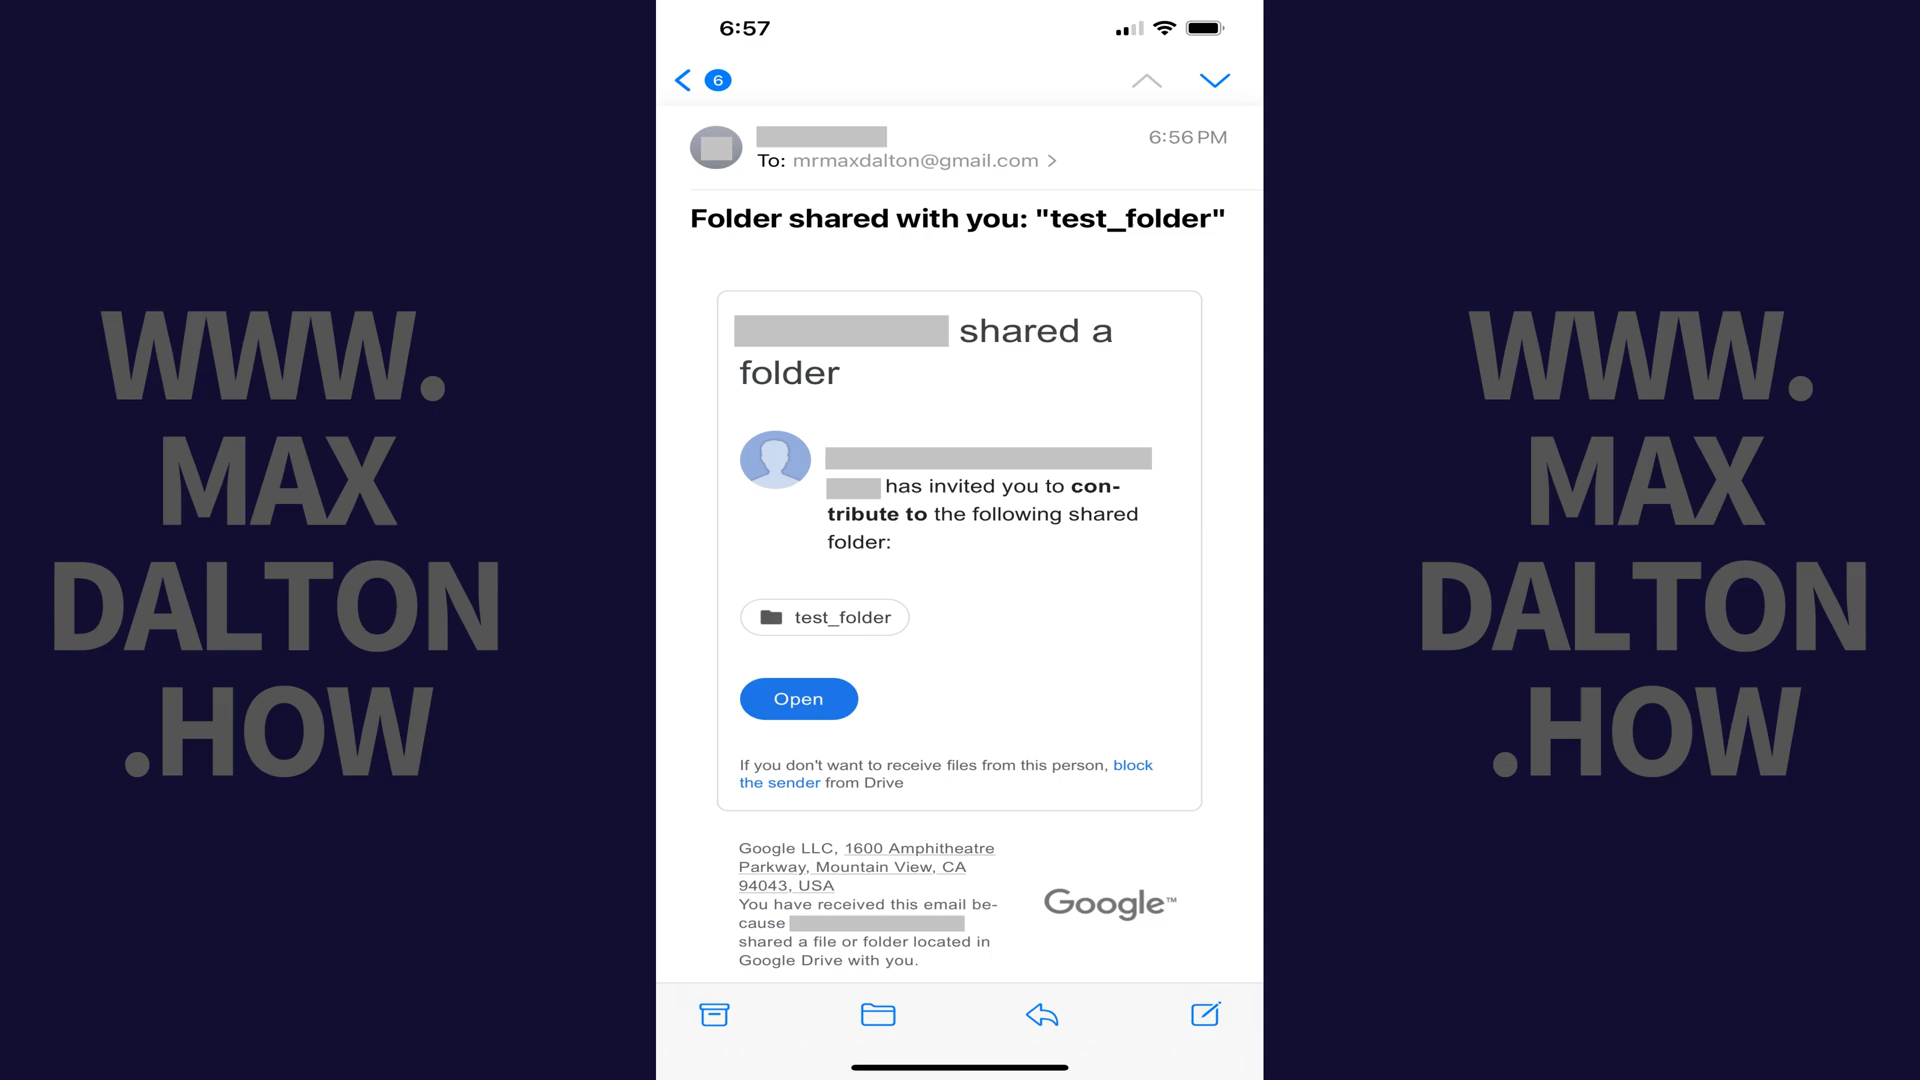 WWW.
MAX
DALTON
.HOW
6:57
6
6:56 PM
To: mrmaxdalton@gmail.com >
Folder shared with you: "test_folder"
shared a
folder
has invited you to con-
tribute to the following shared
folder:
test_folder
Open
If you don't want to receive files from this person, block
the sender from Drive
Google LLC, 1600 Amphitheatre
Parkway, Mountain View, CA
94043, USA
You have received this email be-
cause
shared a file or folder located in
Google Drive with you.
Google™
WWW.
MAX
DALTON
.HOW